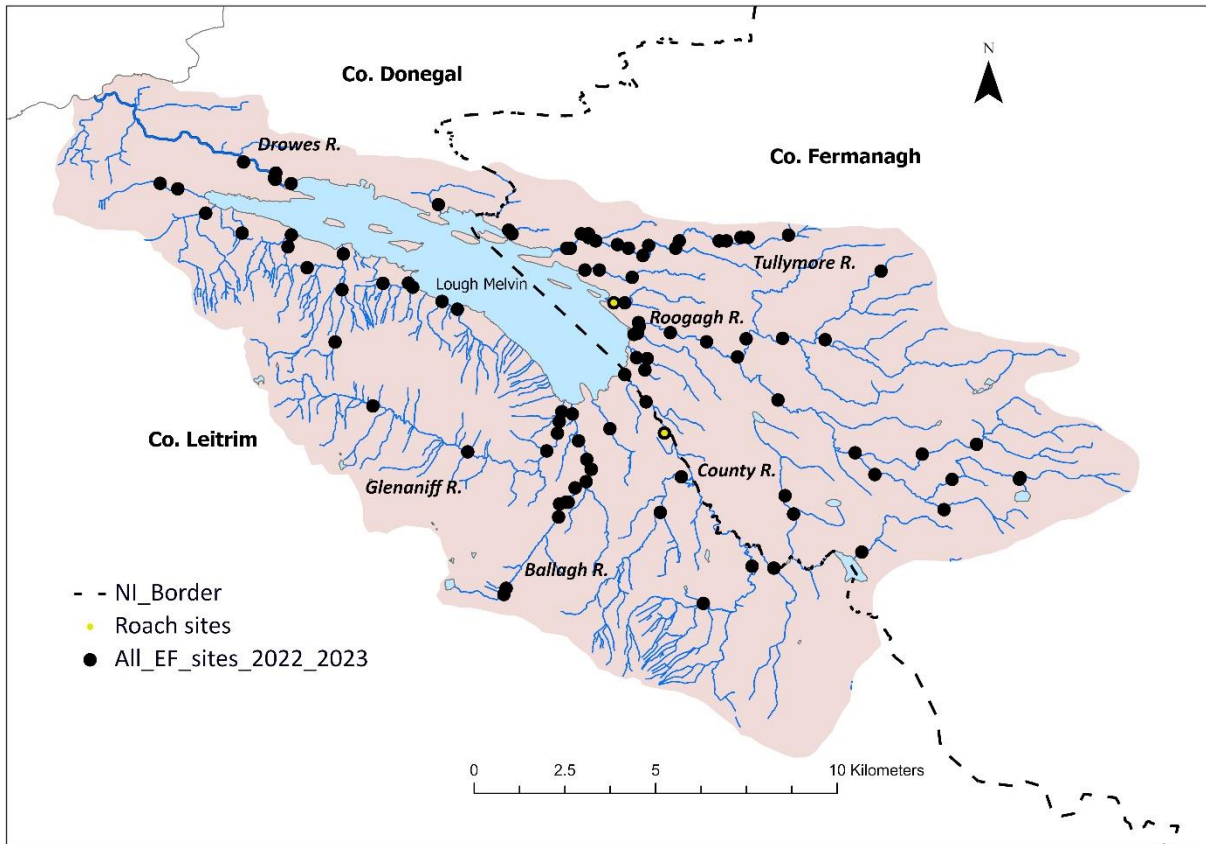 N
Co. Donegal
Drowes R.
Co. Fermanagh
Tullymore R.
Lough Melvin
Roogagh R.
Co. Leitrim
County R.
Glenaniff R.
Ballagh R.
NI_Border
Roach sites
All_EF_sites_2022_2023
0 2.5 5 10 Kilometers